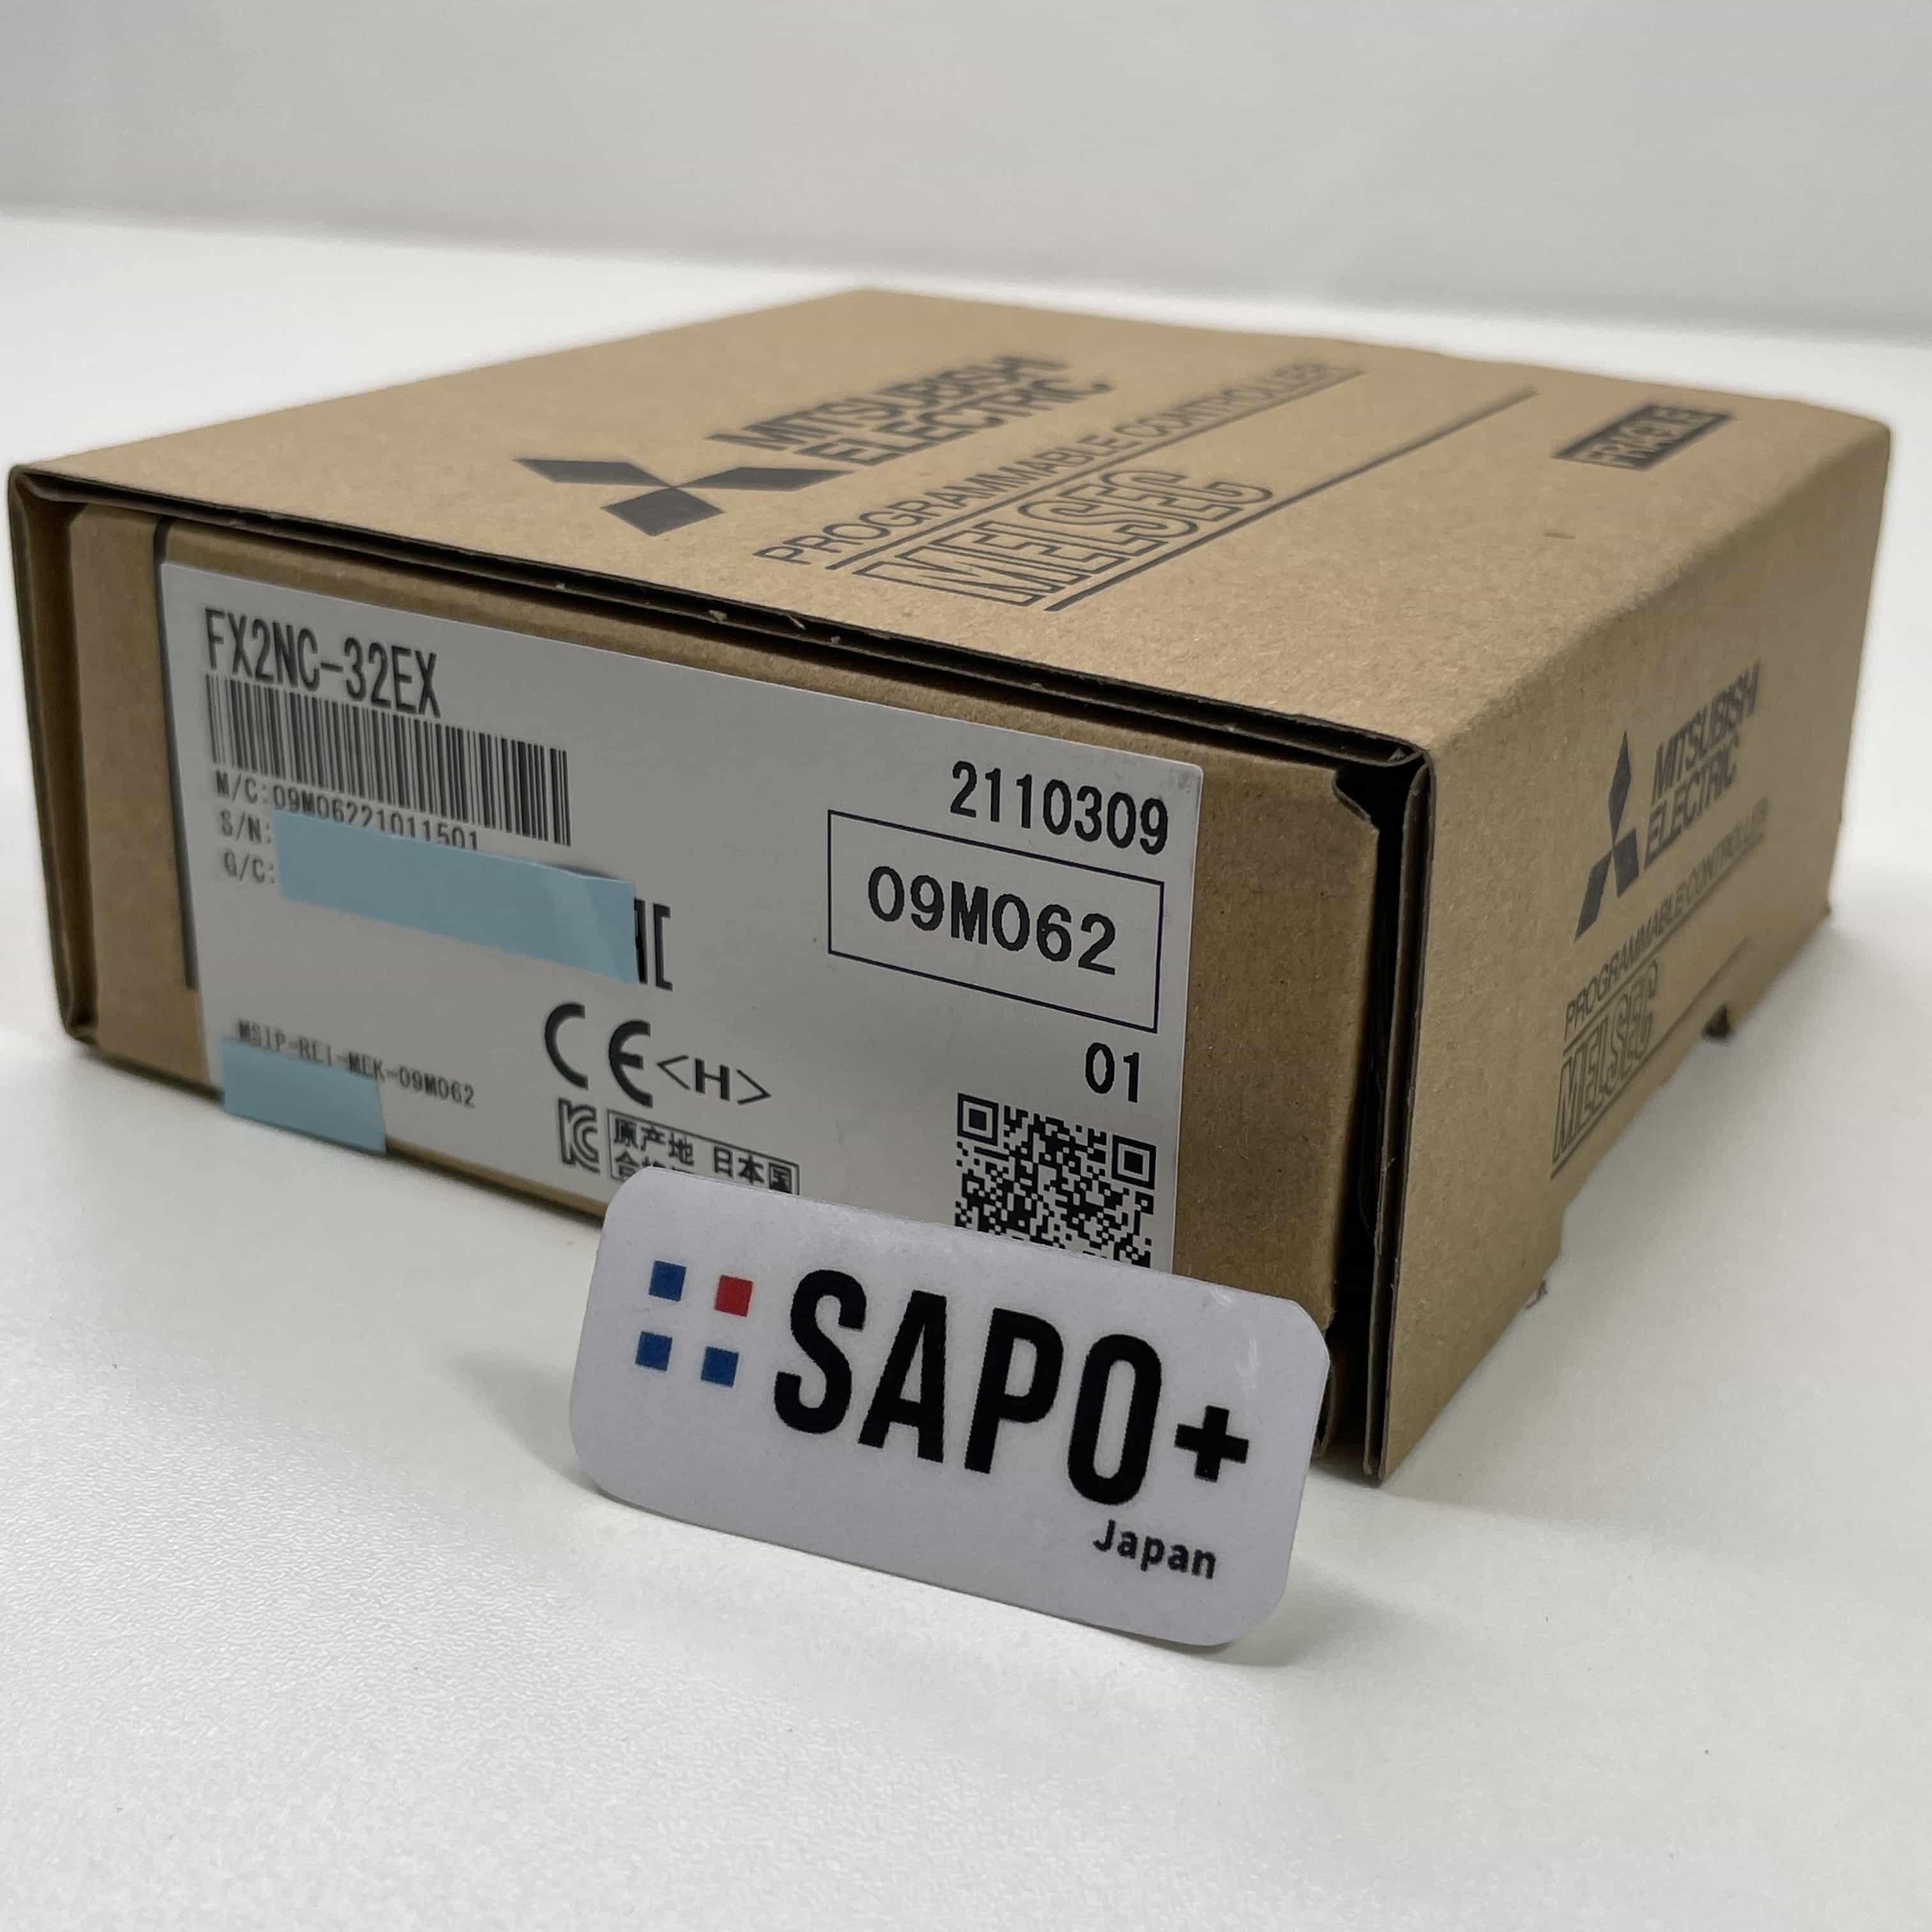 MITSUBISHI
ELECTRIC
PROGRAMMABLE CONTROLLER
MELSEC
FRAGILE
FX2NC-32EX
M/C:09M06221011501
S/N:
G/C:
2110309
09M062
01
MSIP-REI-MEK-09M062
CE<H>
原产地 日本国
MITSUBISHI
ELECTRIC
PROGRAMMABLE CONTROLLER
MELSEC
SAPO+
Japan